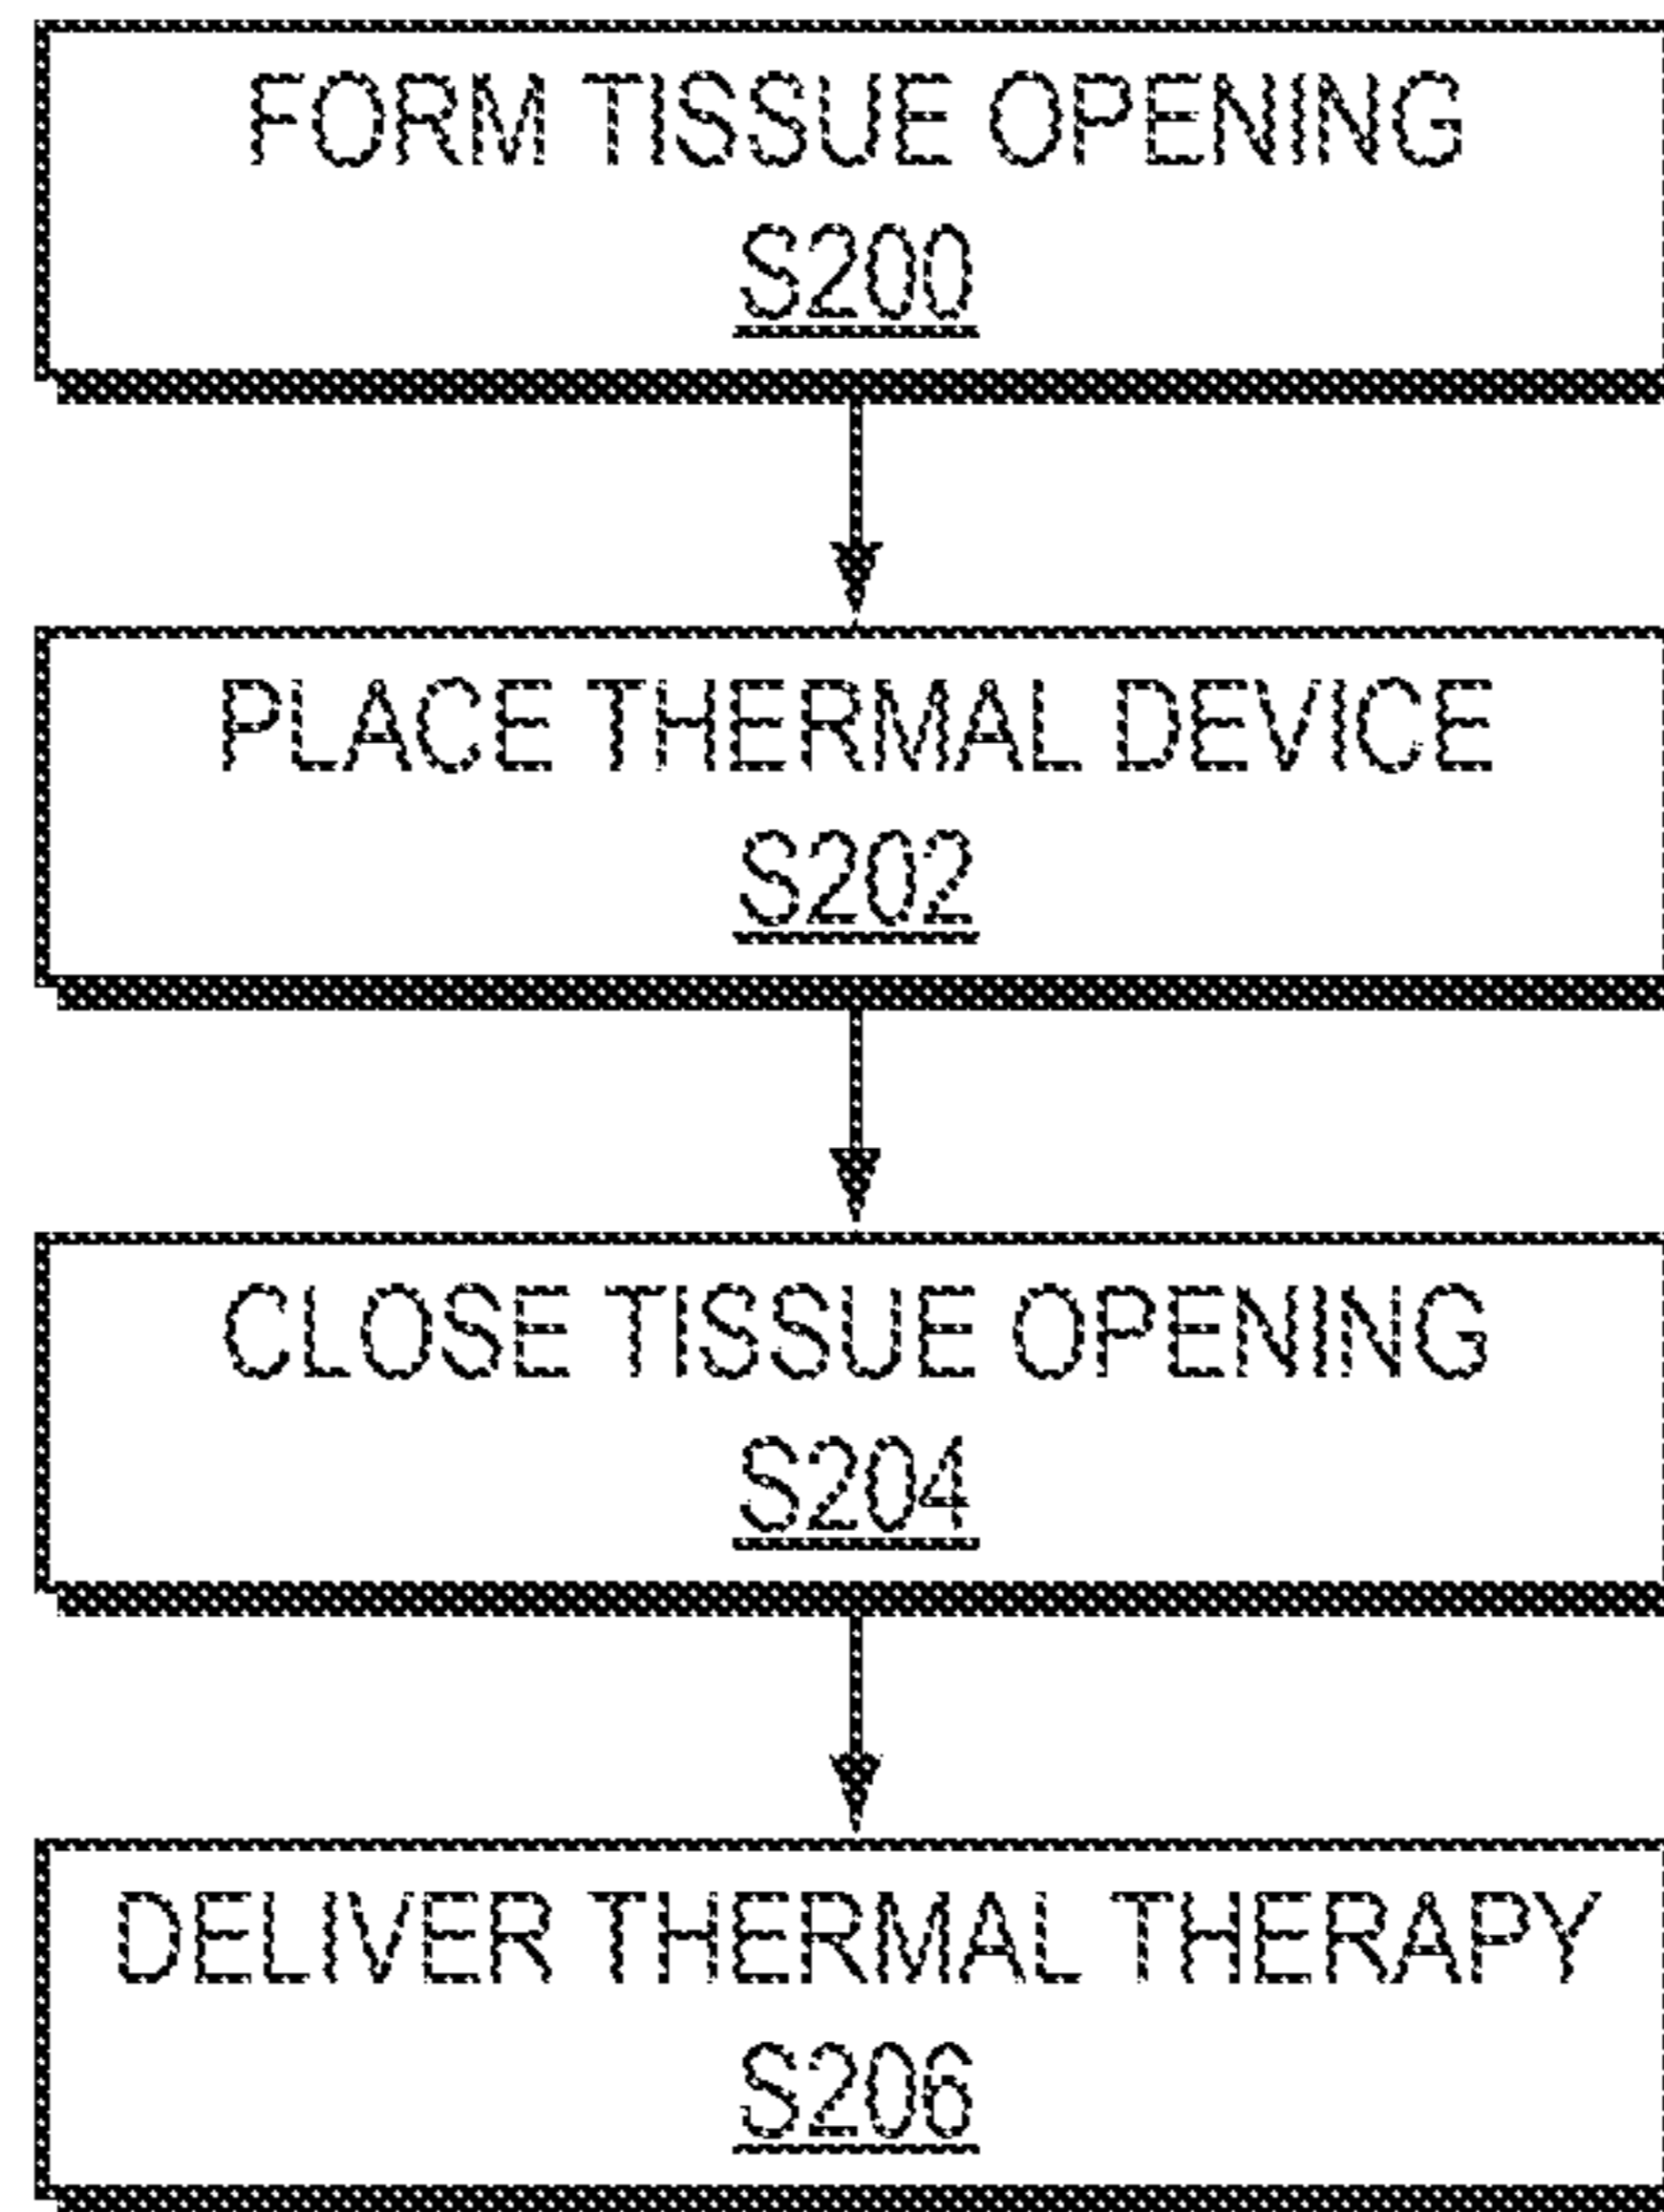 FORM TISSUE OPENING
S200
PLACE THERMAL DEVICE
S202
CLOSE TISSUE OPENING
S204
DELIVER THERMAL THERAPY
S206